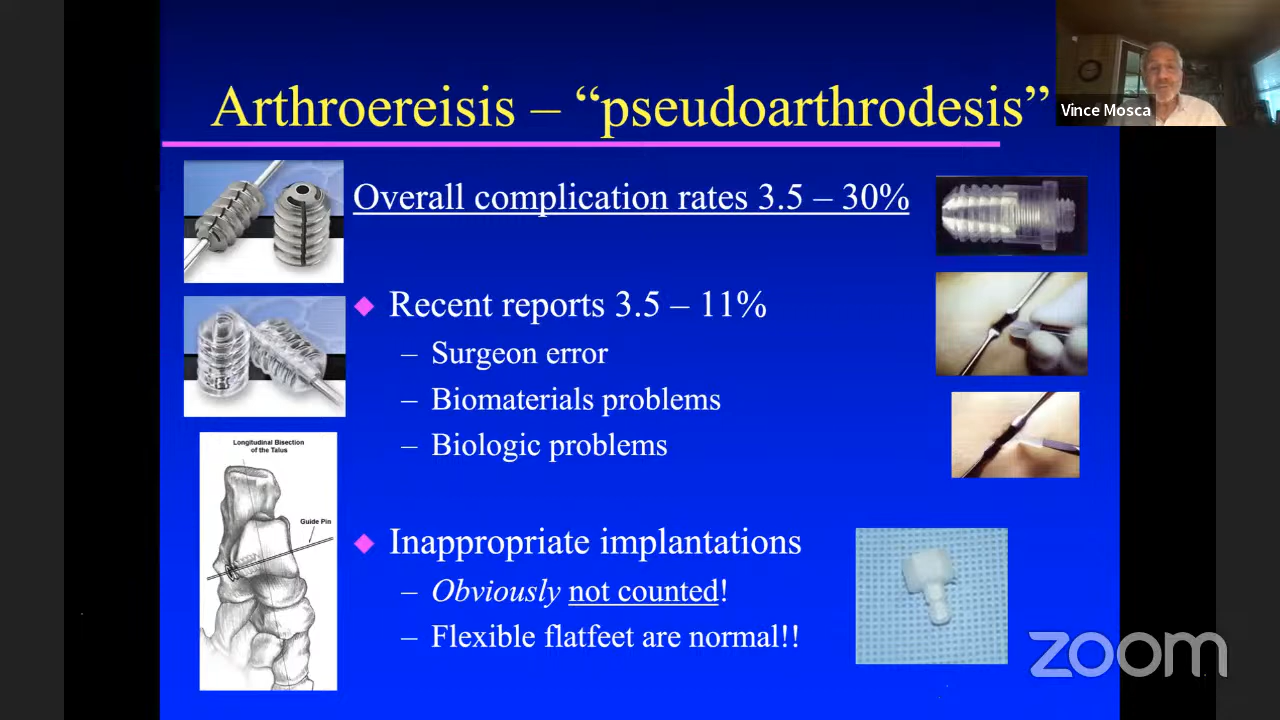 Arthroereisis – “pseudoarthrodesis”
Vince Mosca
Overall complication rates 3.5 – 30%
Recent reports 3.5 – 11%
– Surgeon error
– Biomaterials problems
– Biologic problems
Longitudinal Bisection
of the Talus
Guide Pin
Inappropriate implantations
– Obviously not counted!
– Flexible flatfeet are normal!!
zoom